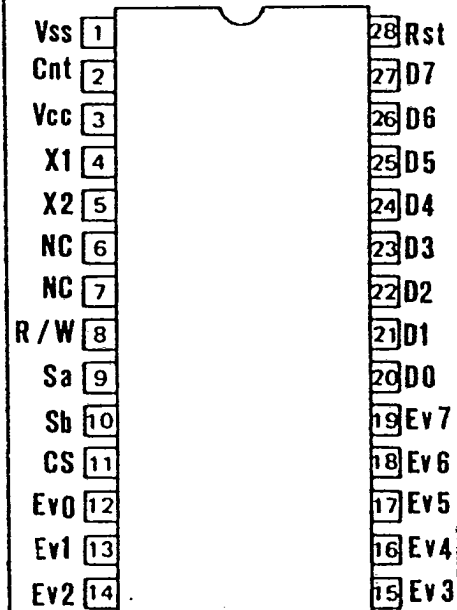 Vss 1 28 Rst
Cnt 2 27 D7
Vcc 3 26 D6
X1 4 25 D5
X2 5 24 D4
NC 6 23 D3
NC 7 22 D2
R/W 8 21 D1
Sa 9 20 D0
Sb 10 19 Ev7
CS 11 18 Ev6
Ev0 12 17 Ev5
Ev1 13 16 Ev4
Ev2 14 15 Ev3